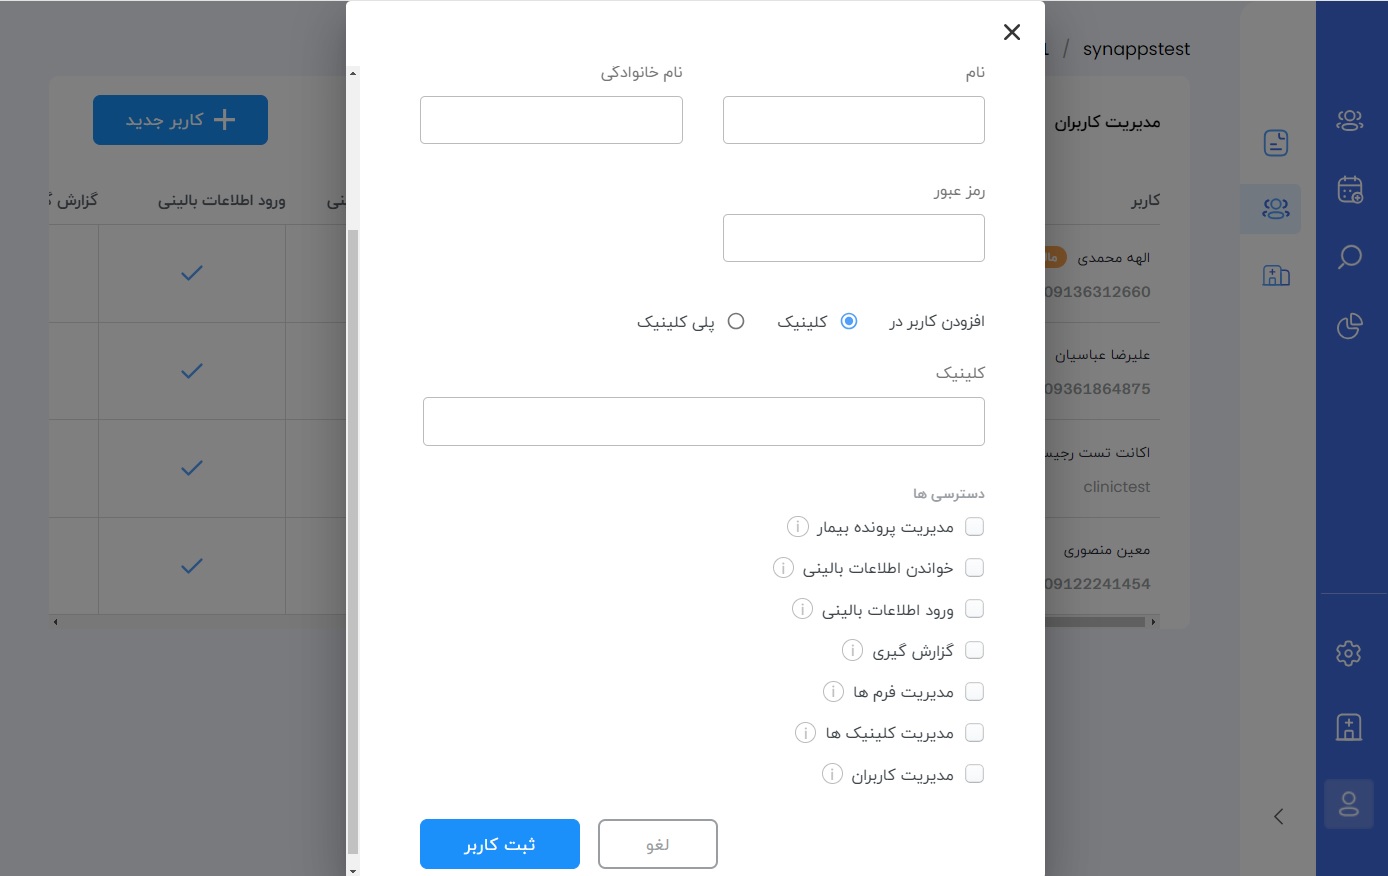 synappstest / 1
مدیریت کاربران
کاربر جدید
کاربر
ورود اطلاعات بالینی
گزارش
الهه محمدی
09136312660
علیرضا عباسیان
09361864875
اکانت تست
clinictest
معین منصوری
09122241454
نام
نام خانوادگی
رمز عبور
افزودن کاربر در کلینیک پلی کلینیک
کلینیک
دسترسی ها
مدیریت پرونده بیمار
خواندن اطلاعات بالینی
ورود اطلاعات بالینی
گزارش گیری
مدیریت فرم ها
مدیریت کلینیک ها
مدیریت کاربران
لغو
ثبت کاربر